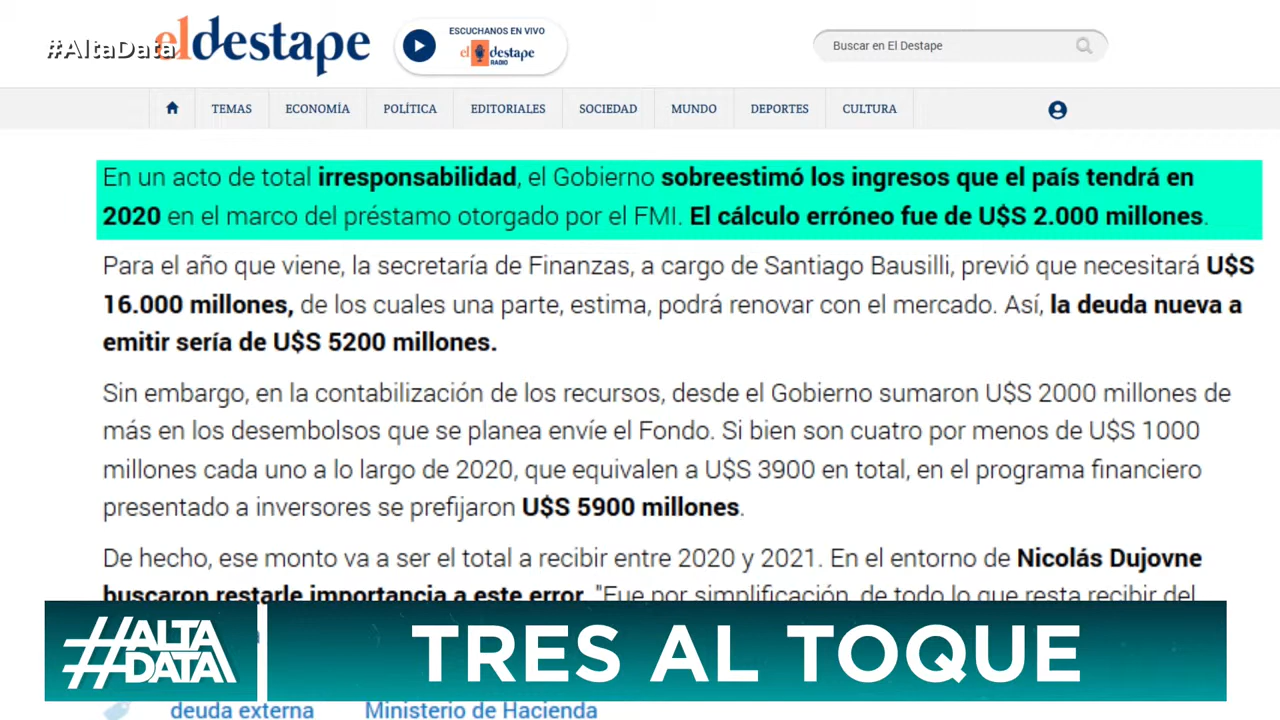 #AltaData
el destape
ESCUCHANOS EN VIVO
el destape
RADIO
Buscar en El Destape
TEMAS ECONOMÍA POLÍTICA EDITORIALES SOCIEDAD MUNDO DEPORTES CULTURA
En un acto de total irresponsabilidad, el Gobierno sobreestimó los ingresos que el país tendrá en
2020 en el marco del préstamo otorgado por el FMI. El cálculo erróneo fue de U$S 2.000 millones.
Para el año que viene, la secretaría de Finanzas, a cargo de Santiago Bausilli, previó que necesitará U$S
16.000 millones, de los cuales una parte, estima, podrá renovar con el mercado. Así, la deuda nueva a
emitir sería de U$S 5200 millones.
Sin embargo, en la contabilización de los recursos, desde el Gobierno sumaron U$S 2000 millones de
más en los desembolsos que se planea envíe el Fondo. Si bien son cuatro por menos de U$S 1000
millones cada uno a lo largo de 2020, que equivalen a U$S 3900 en total, en el programa financiero
presentado a inversores se prefijaron U$S 5900 millones.
De hecho, ese monto va a ser el total a recibir entre 2020 y 2021. En el entorno de Nicolás Dujovne
buscaron restarle importancia a este error. "Fue por simplificación, de todo lo que resta recibir del
#ALTA
DATA
TRES AL TOQUE
deuda externa Ministerio de Hacienda